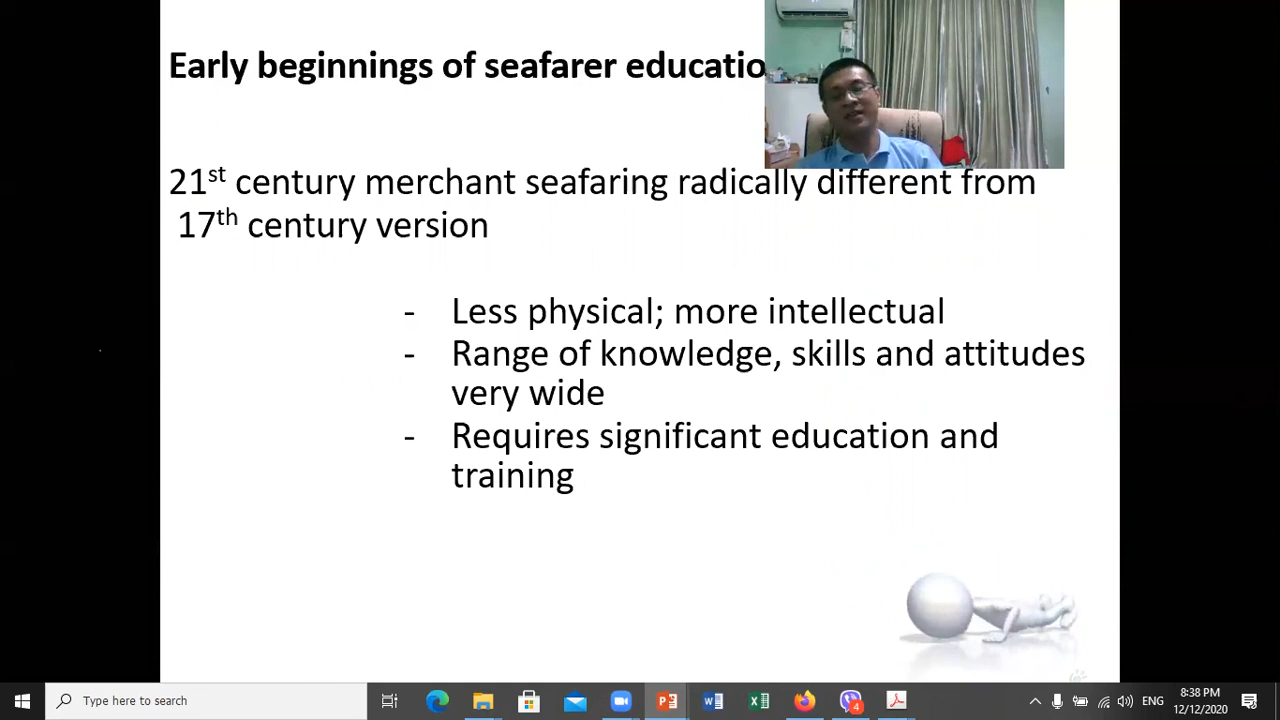 Early beginnings of seafarer educatio
21st century merchant seafaring radically different from
17th century version
- Less physical; more intellectual
- Range of knowledge, skills and attitudes
very wide
- Requires significant education and
training
Type here to search
4
ENG
8:38 PM
12/12/2020